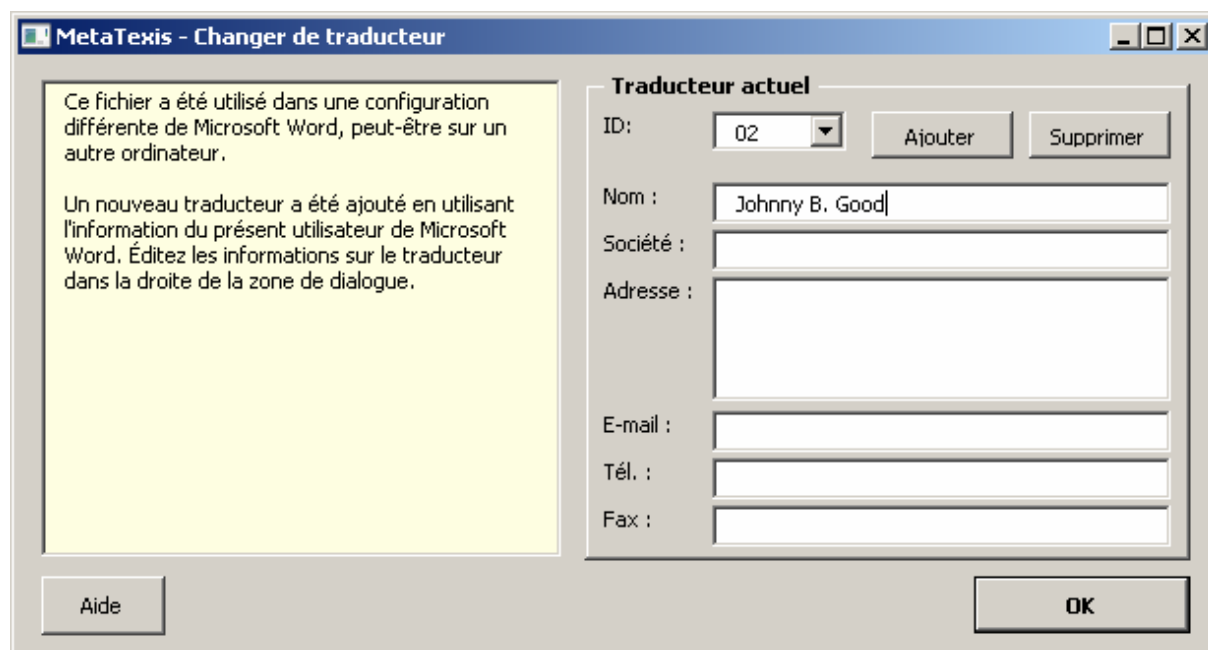 MetaTexis - Changer de traducteur
Ce fichier a été utilisé dans une configuration
différente de Microsoft Word, peut-être sur un
autre ordinateur.
Un nouveau traducteur a été ajouté en utilisant
l'information du présent utilisateur de Microsoft
Word. Éditez les informations sur le traducteur
dans la droite de la zone de dialogue.
Traducteur actuel
ID: 02 Ajouter Supprimer
Nom : Johnny B. Good
Société :
Adresse :
E-mail :
Tél. :
Fax :
Aide OK